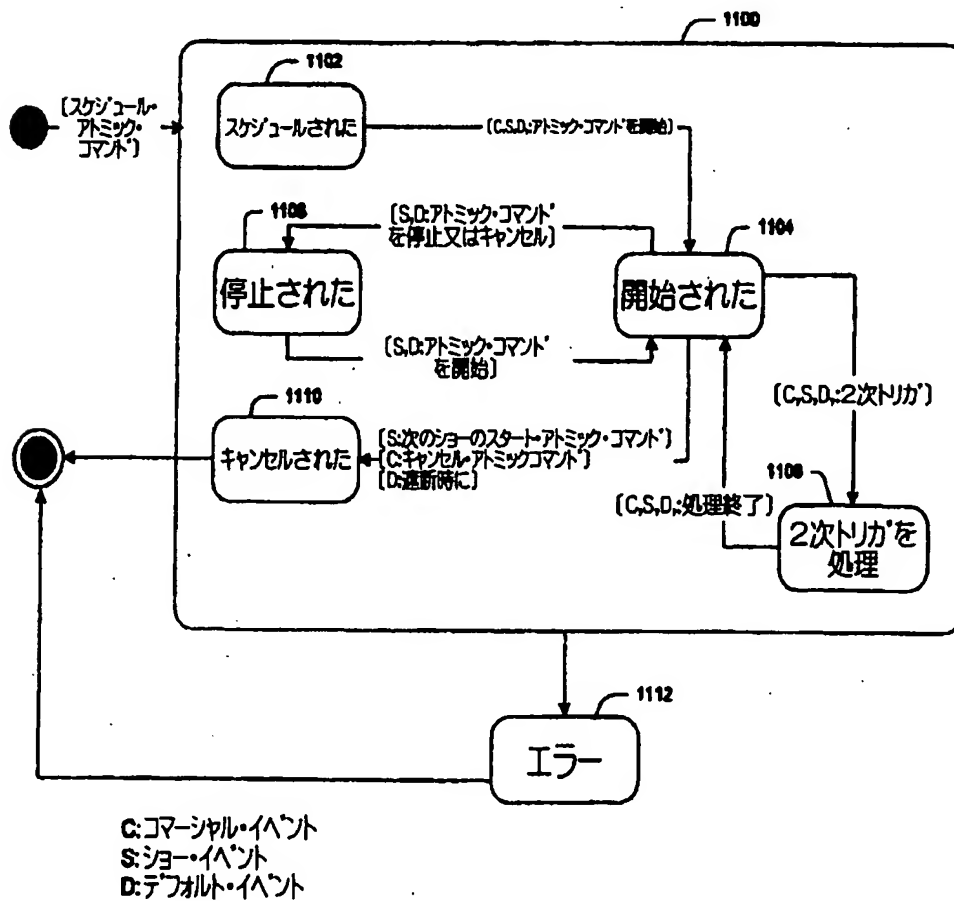 1100
1102
[スケジュール・
アトミック・
コマンド]
スケジュールされた
[C,S,D,:アトミック・コマンドを開始]
1108
[S,D:アトミック・コマンド
を停止又はキャンセル]
1104
停止された
開始された
[S,D:アトミック・コマンド
を開始]
[C,S,D,:2次トリガ]
1110
キャンセルされた
[S:次のショーのスタート・アトミック・コマンド]
[C:キャンセル・アトミックコマンド]
[D:遮断時に]
[C,S,D,:処理終了]
2次トリガを
処理
1112
エラー
C:コマーシャル・イベント
S:ショー・イベント
D:デフォルト・イベント